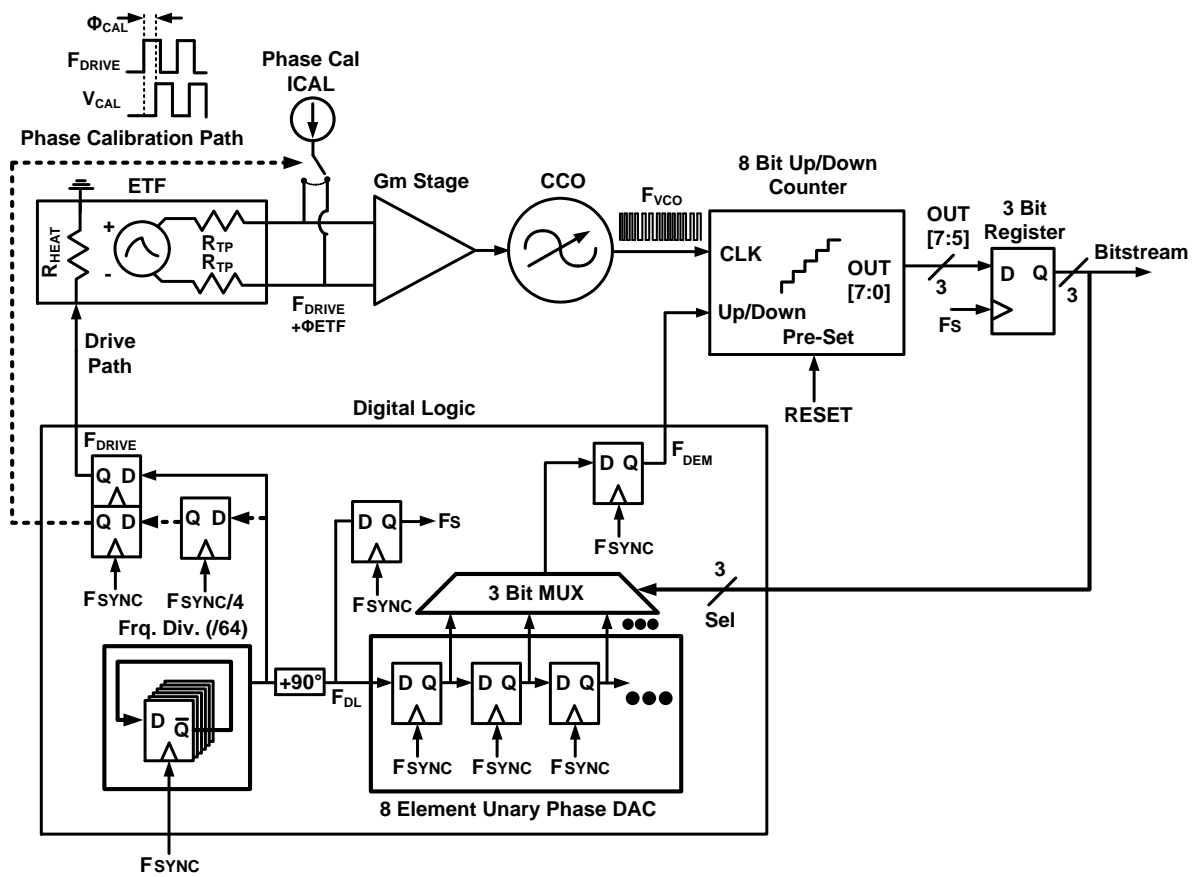 ΦCAL
FDRIVE
VCAL
Phase Calibration Path
Phase Cal
ICAL
ETF
RHEAT
+
-
RTP
RTP
FDRIVE
+ΦETF
Gm Stage
CCO
FVCO
8 Bit Up/Down
Counter
CLK
OUT
[7:0]
Up/Down
Pre-Set
RESET
OUT
[7:5]
3
3 Bit
Register
D Q
FS
3
Bitstream
Drive
Path
Digital Logic
FDRIVE
Q D
Q D
Q D
FSYNC
FSYNC/4
D Q
FS
FSYNC
D Q
FDEM
FSYNC
3 Bit MUX
3
Sel
Frq. Div. (/64)
D Q
FSYNC
+90°
FDL
D Q
D Q
D Q
FSYNC
FSYNC
FSYNC
8 Element Unary Phase DAC